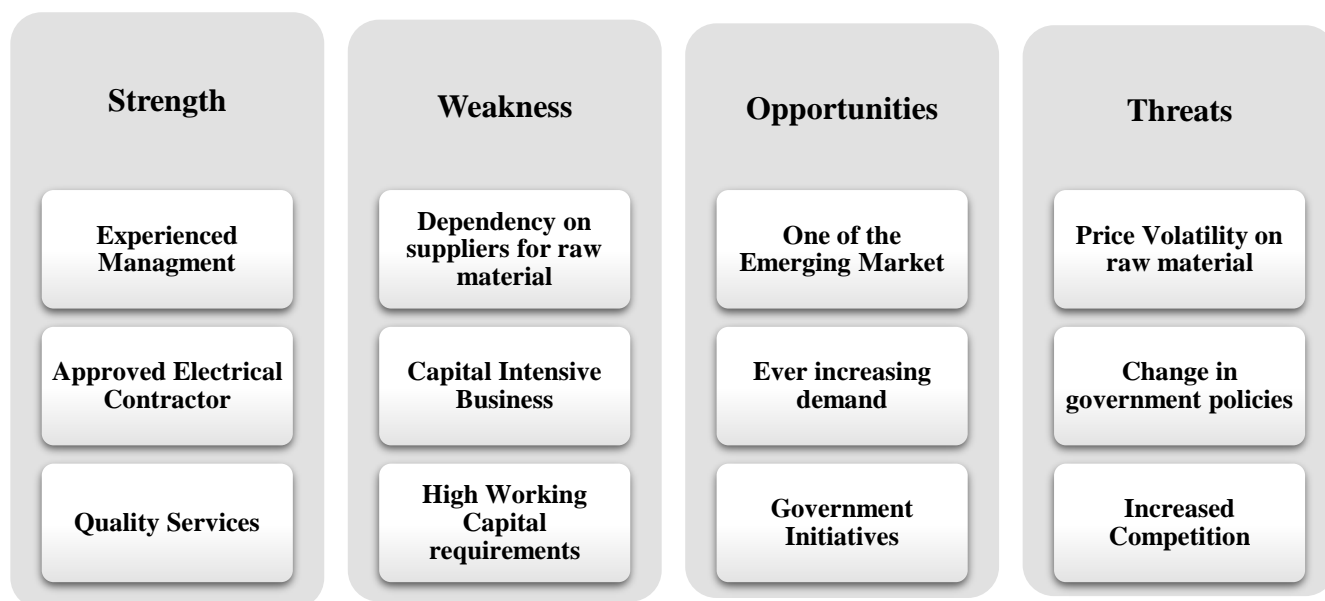 Strength
Experienced
Managment
Approved Electrical
Contractor
Quality Services
Weakness
Dependency on
suppliers for raw
material
Capital Intensive
Business
High Working
Capital
requirements
Opportunities
One of the
Emerging Market
Ever increasing
demand
Government
Initiatives
Threats
Price Volatility on
raw material
Change in
government policies
Increased
Competition